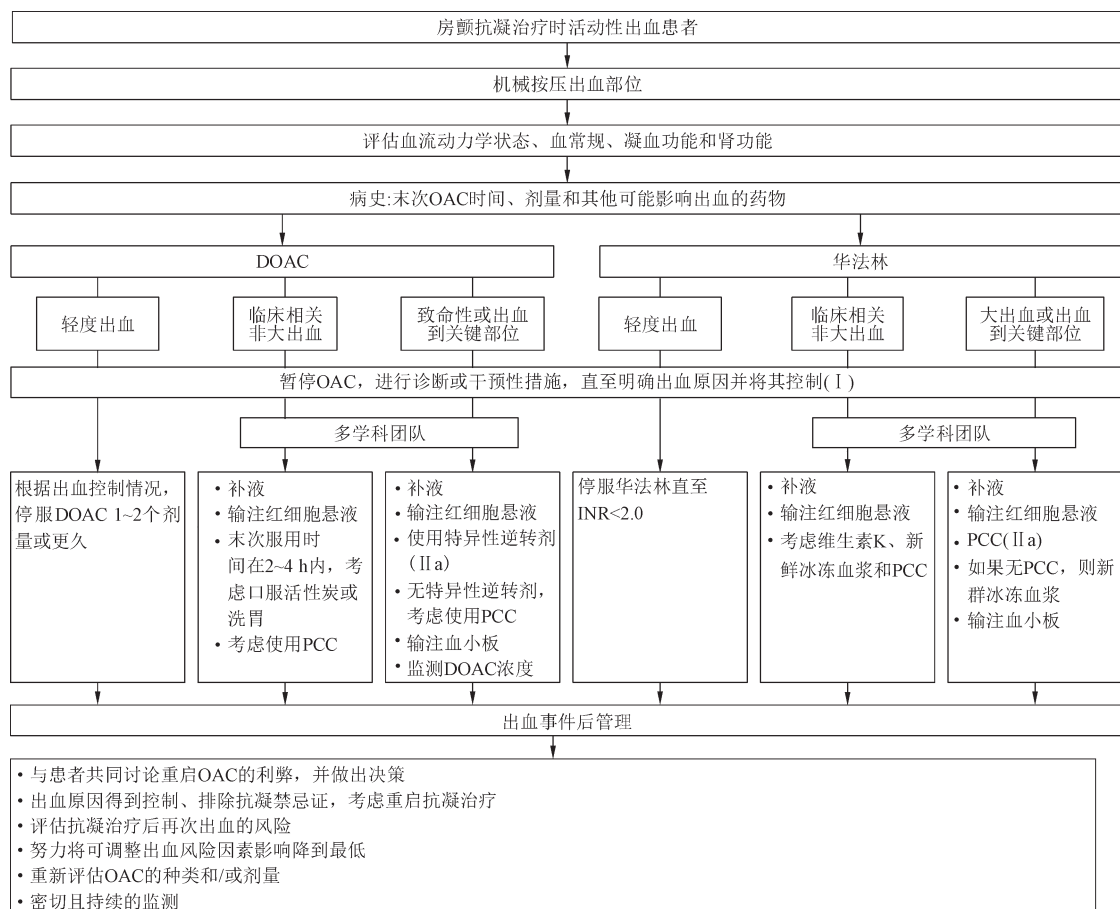 房颤抗凝治疗时活动性出血患者
机械按压出血部位
评估血流动力学状态、血常规、凝血功能和肾功能
病史:末次OAC时间、剂量和其他可能影响出血的药物
DOAC
华法林
轻度出血
临床相关
非大出血
致命性或出血
到关键部位
轻度出血
临床相关
非大出血
大出血或出血
到关键部位
暂停OAC，进行诊断或干预性措施，直至明确出血原因并将其控制(Ⅰ)
多学科团队
多学科团队
根据出血控制情况，
停服DOAC 1~2个剂
量或更久
• 补液
• 输注红细胞悬液
• 末次服用时
间在2~4 h内，考
虑口服活性炭或
洗胃
• 考虑使用PCC
• 补液
• 输注红细胞悬液
• 使用特异性逆转剂
(Ⅱa)
• 无特异性逆转剂，
考虑使用PCC
• 输注血小板
• 监测DOAC浓度
停服华法林直至
INR<2.0
• 补液
• 输注红细胞悬液
• 考虑维生素K、新
鲜冰冻血浆和PCC
• 补液
• 输注红细胞悬液
• PCC(Ⅱa)
• 如果无PCC，则新
群冰冻血浆
• 输注血小板
出血事件后管理
• 与患者共同讨论重启OAC的利弊，并做出决策
• 出血原因得到控制、排除抗凝禁忌证，考虑重启抗凝治疗
• 评估抗凝治疗后再次出血的风险
• 努力将可调整出血风险因素影响降到最低
• 重新评估OAC的种类和/或剂量
• 密切且持续的监测